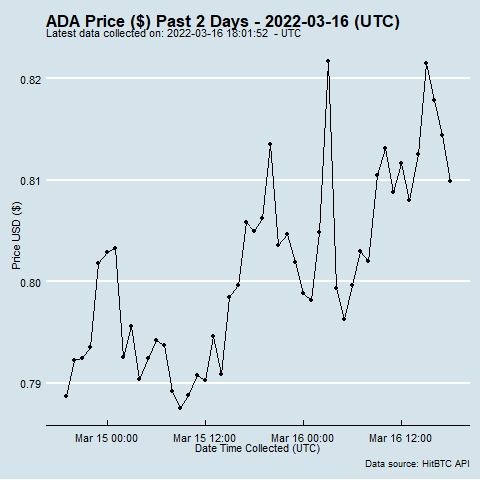 ADA Price ($) Past 2 Days - 2022-03-16 (UTC)
Latest data collected on: 2022-03-16 18:01:52  - UTC
0.82
0.81
0.80
0.79
Price USD ($)
Mar 15 00:00 Mar 15 12:00 Mar 16 00:00 Mar 16 12:00
Date Time Collected (UTC)
Data source: HitBTC API